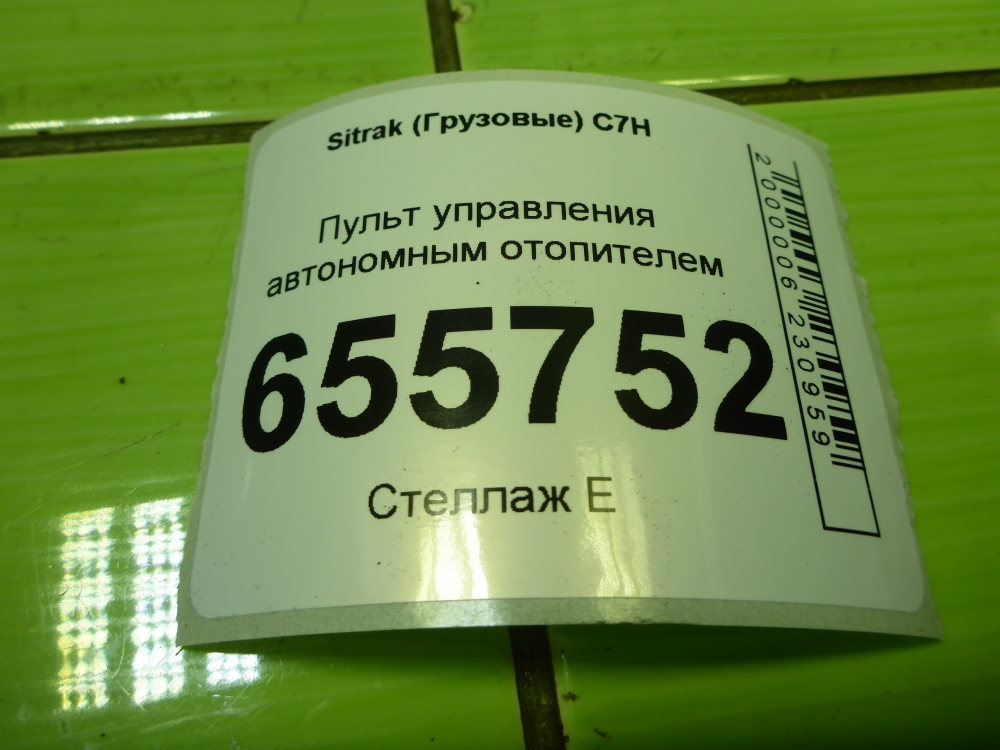 Sitrak (Грузовые) C7H
Пульт управления
автономным отопителем
655752
Стеллаж Е
2000006230959